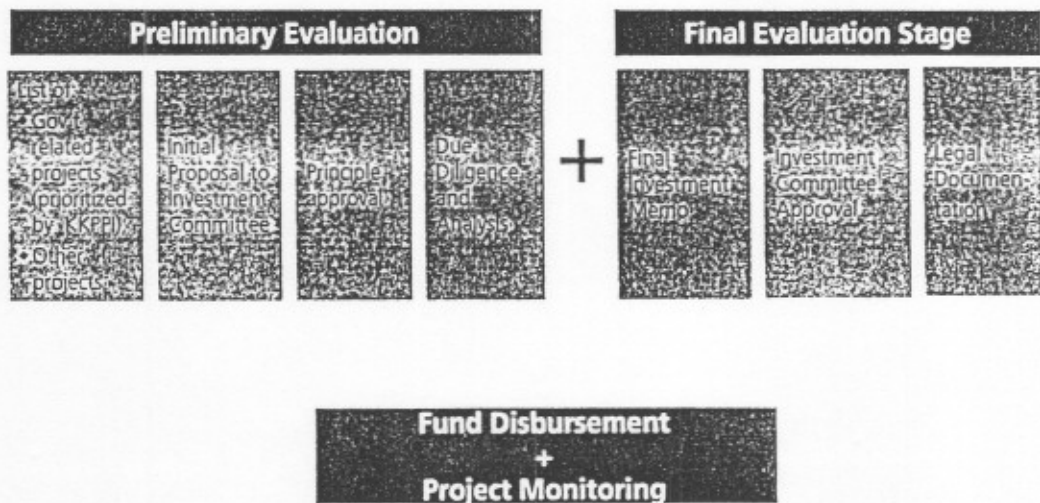 Preliminary Evaluation
Final Evaluation Stage
List of:
• Gov't
related
projects
(prioritized
by (KKPPI)
• Other
projects
Initial
Proposal to
Investment
Committee
Principle
approval
Due
Diligence
and
Analysis
+
Final
Investment
Memo
Investment
Committee
Approval
Legal
Documen-
tation
Fund Disbursement
+
Project Monitoring